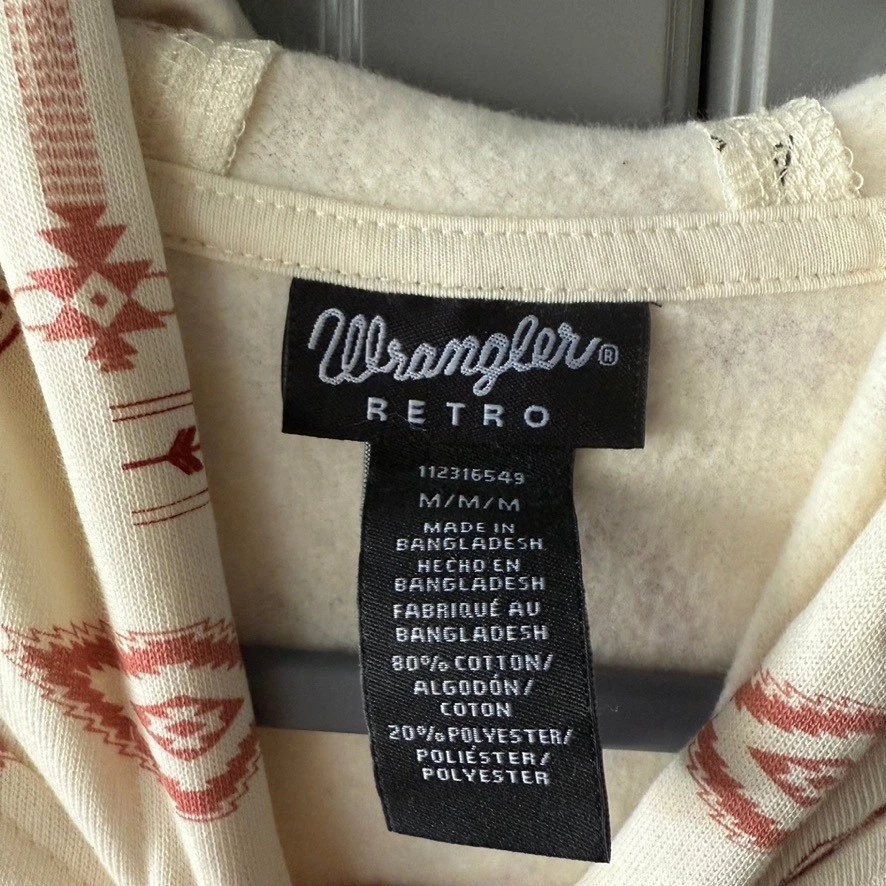 Wrangler®
RETRO
112316549
M/M/M
MADE IN
BANGLADESH
HECHO EN
BANGLADESH
FABRIQUÉ AU
BANGLADESH
80% COTTON/
ALGODÓN/
COTON
20% POLYESTER/
POLIÉSTER/
POLYESTER